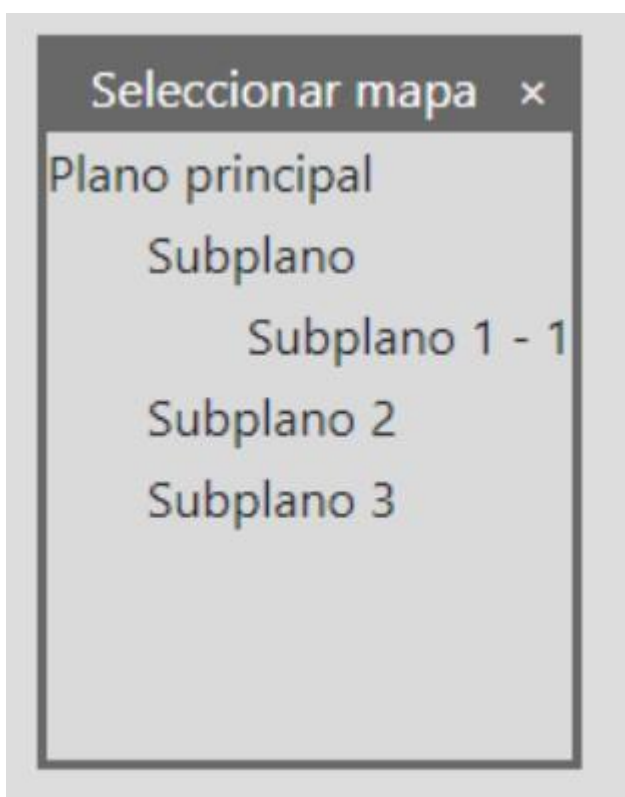 Seleccionar mapa ×
Plano principal
Subplano
Subplano 1 - 1
Subplano 2
Subplano 3